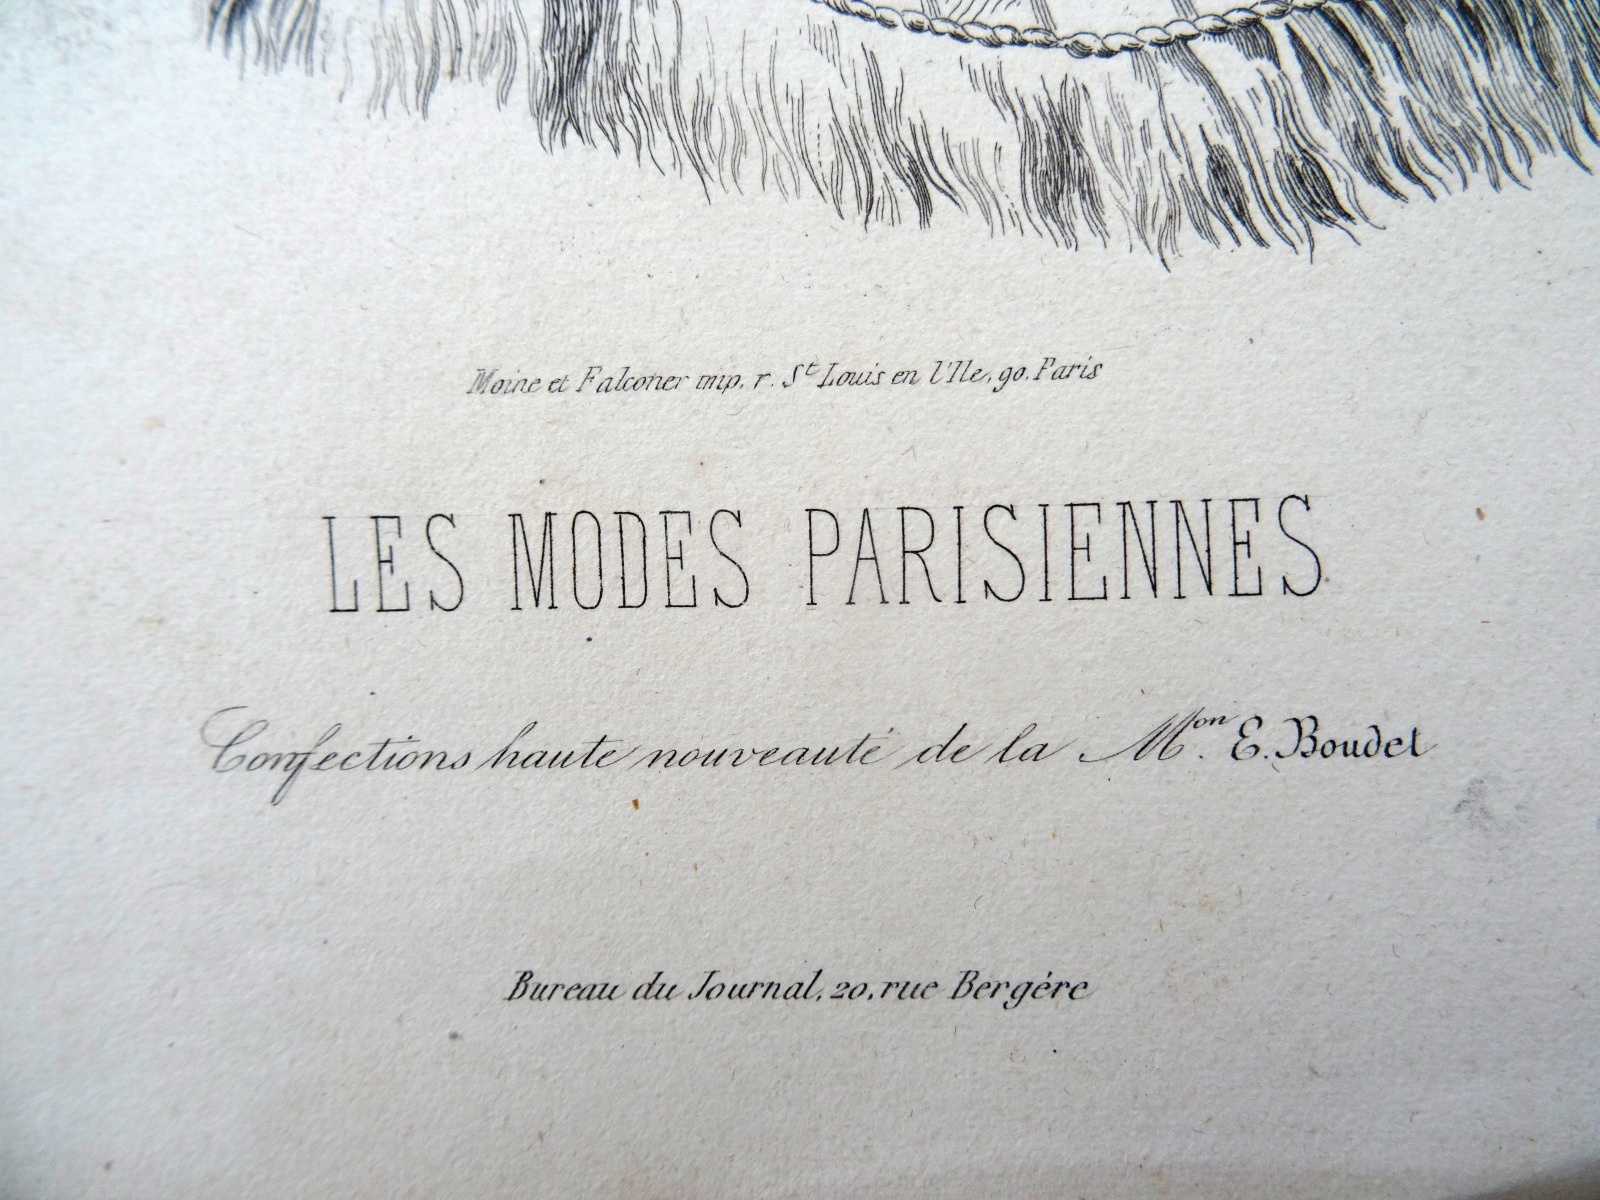 Moine et Falconer imp. r. St Louis en l'Ile, 90. Paris
LES MODES PARISIENNES
Confections haute nouveauté de la Mon. E. Boudet
Bureau du Journal, 20, rue Bergére